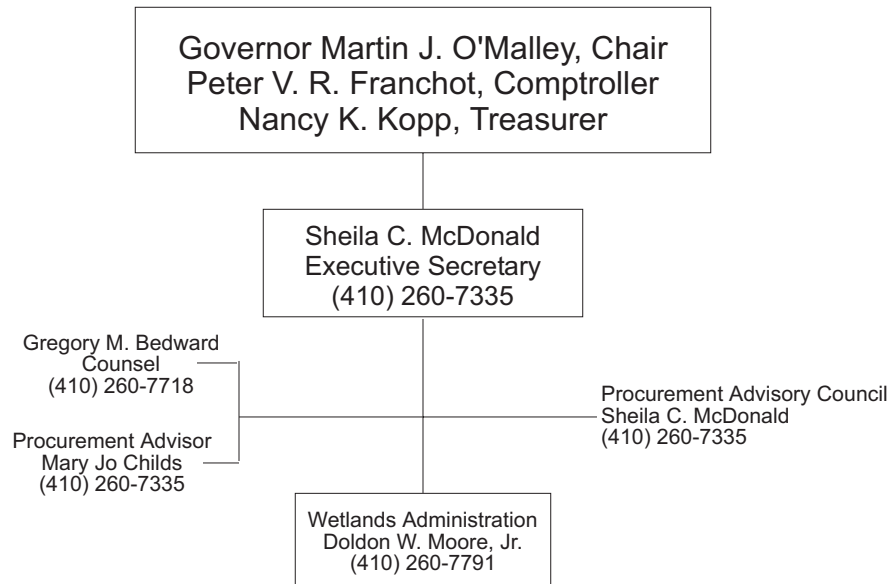 Governor Martin J. O'Malley, Chair
Peter V. R. Franchot, Comptroller
Nancy K. Kopp, Treasurer
Sheila C. McDonald
Executive Secretary
(410) 260-7335
Gregory M. Bedward
Counsel
(410) 260-7718
Procurement Advisor
Mary Jo Childs
(410) 260-7335
Procurement Advisory Council
Sheila C. McDonald
(410) 260-7335
Wetlands Administration
Doldon W. Moore, Jr.
(410) 260-7791